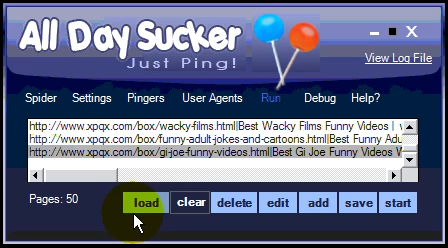 All Day Sucker
Just Ping!
View Log File
Spider Settings Pingers User Agents Run Debug Help?
http://www.xpqx.com/box/wacky-films.html|Best Wacky Films Funny Videos |
http://www.xpqx.com/box/funny-adult-jokes-and-cartoons.html|Best Funny Adu
http://www.xpqx.com/box/gi-joe-funny-videos.html|Best Gi Joe Funny Videos W
Pages: 50
load clear delete edit add save start